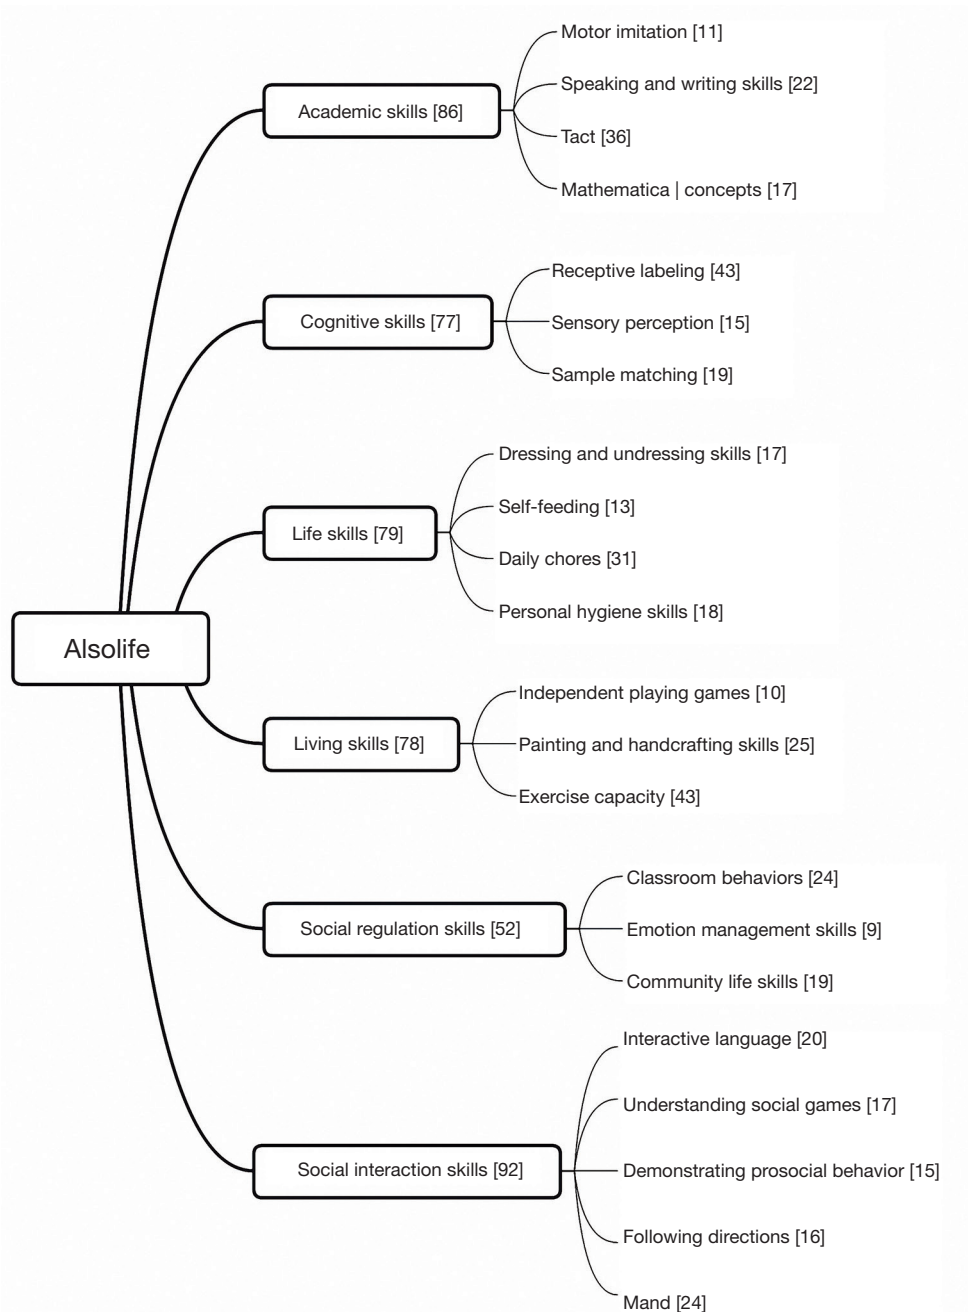 Motor imitation [11]
Academic skills [86]
Speaking and writing skills [22]
Tact [36]
Mathematica | concepts [17]
Receptive labeling [43]
Cognitive skills [77]
Sensory perception [15]
Sample matching [19]
Dressing and undressing skills [17]
Self-feeding [13]
Life skills [79]
Daily chores [31]
Personal hygiene skills [18]
Alsolife
Independent playing games [10]
Living skills [78]
Painting and handcrafting skills [25]
Exercise capacity [43]
Classroom behaviors [24]
Social regulation skills [52]
Emotion management skills [9]
Community life skills [19]
Interactive language [20]
Understanding social games [17]
Social interaction skills [92]
Demonstrating prosocial behavior [15]
Following directions [16]
Mand [24]